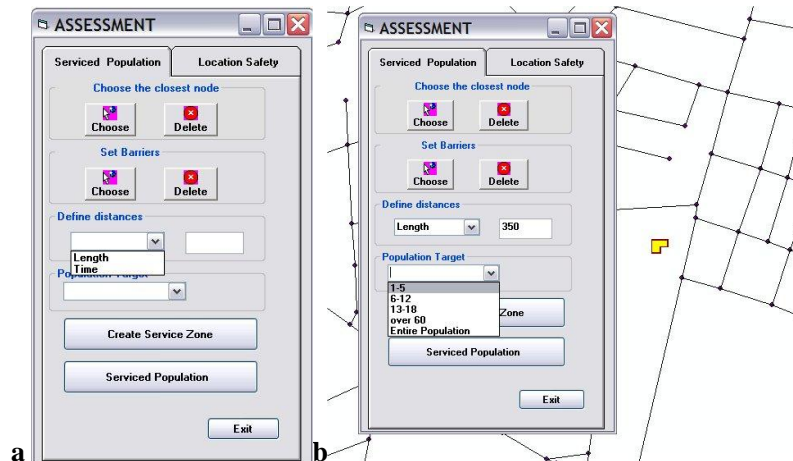 ASSESSMENT
Serviced Population Location Safety
Choose the closest node
Choose Delete
Set Barriers
Choose Delete
Define distances
Length
Time
Create Service Zone
Serviced Population
Exit
a
ASSESSMENT
Serviced Population Location Safety
Choose the closest node
Choose Delete
Set Barriers
Choose Delete
Define distances
Length 350
Population Target
1-5
6-12
13-18
over 60
Entire Population
Zone
Serviced Population
Exit
b